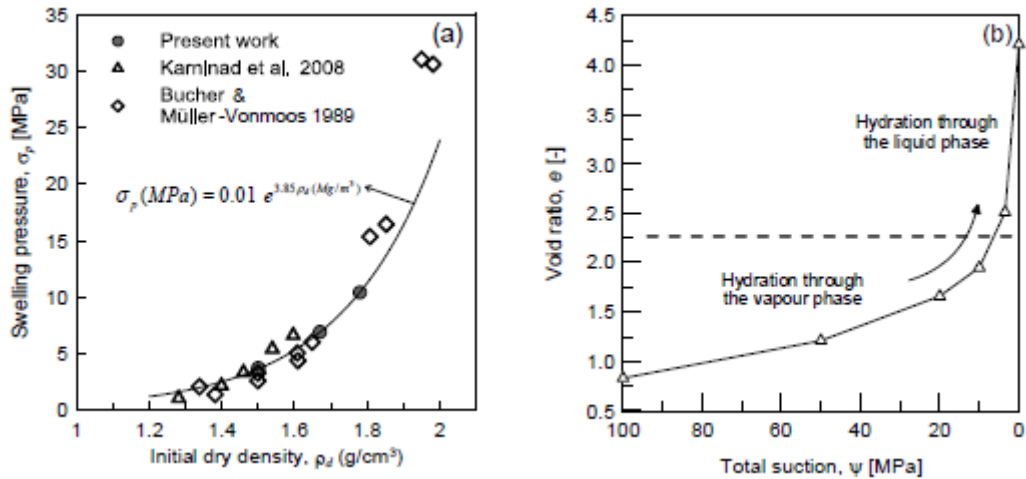 (a)
35
30
25
20
15
10
5
0
Swelling pressure, σp [MPa]
Present work
Karninad et al, 2008
Bucher &
Müller-Vonmoos 1989
σp(MPa) = 0.01 e^3.85ρd(Mg/m³)
1 1.2 1.4 1.6 1.8 2
Initial dry density, ρd (g/cm³)
(b)
4.5
4.0
3.5
3.0
2.5
2.0
1.5
1.0
0.5
Void ratio, e [-]
Hydration through
the liquid phase
Hydration through
the vapour phase
100 80 60 40 20 0
Total suction, ψ [MPa]